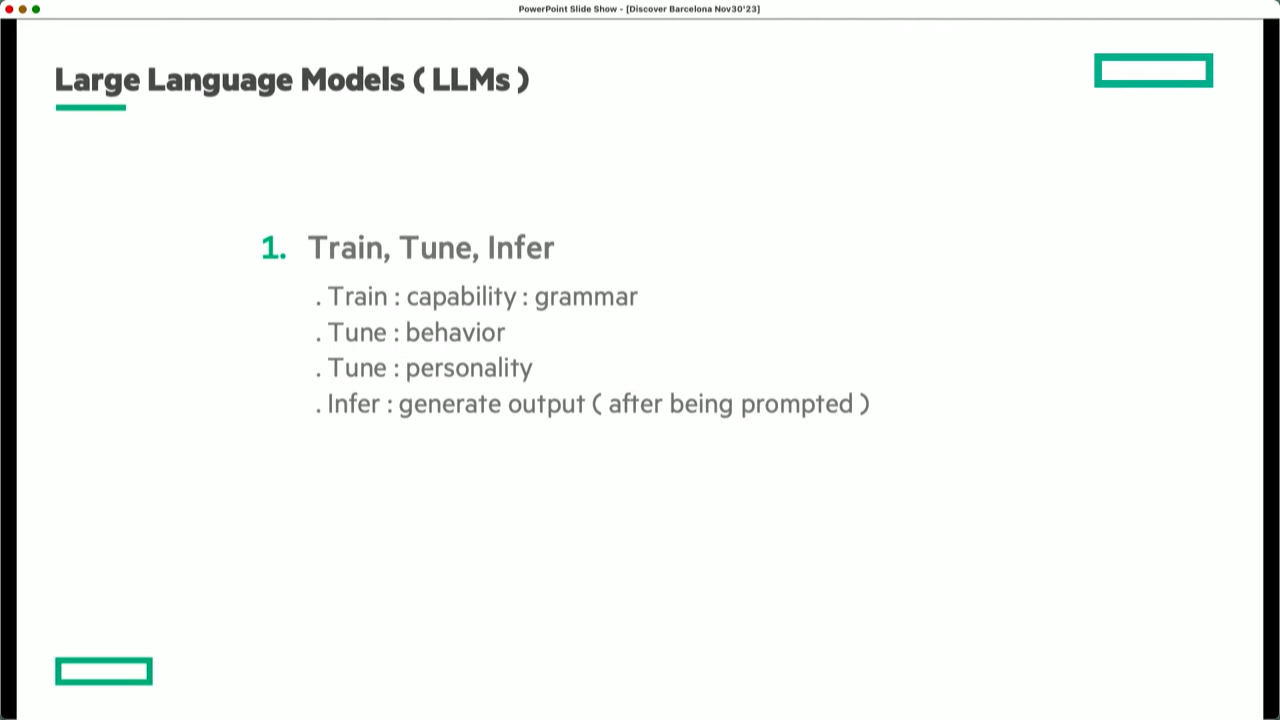 PowerPoint Slide Show - [Discover Barcelona Nov30'23]
Large Language Models ( LLMs )
1. Train, Tune, Infer
. Train : capability : grammar
. Tune : behavior
. Tune : personality
. Infer : generate output ( after being prompted )